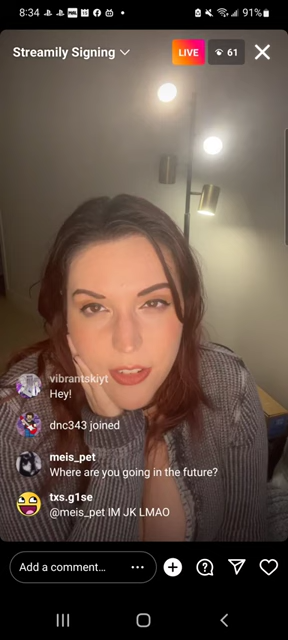 8:34
91%
Streamily Signing
LIVE
61
vibrantskiyt
Hey!
dnc343 joined
meis_pet
Where are you going in the future?
txs.g1se
@meis_pet IM JK LMAO
Add a comment...